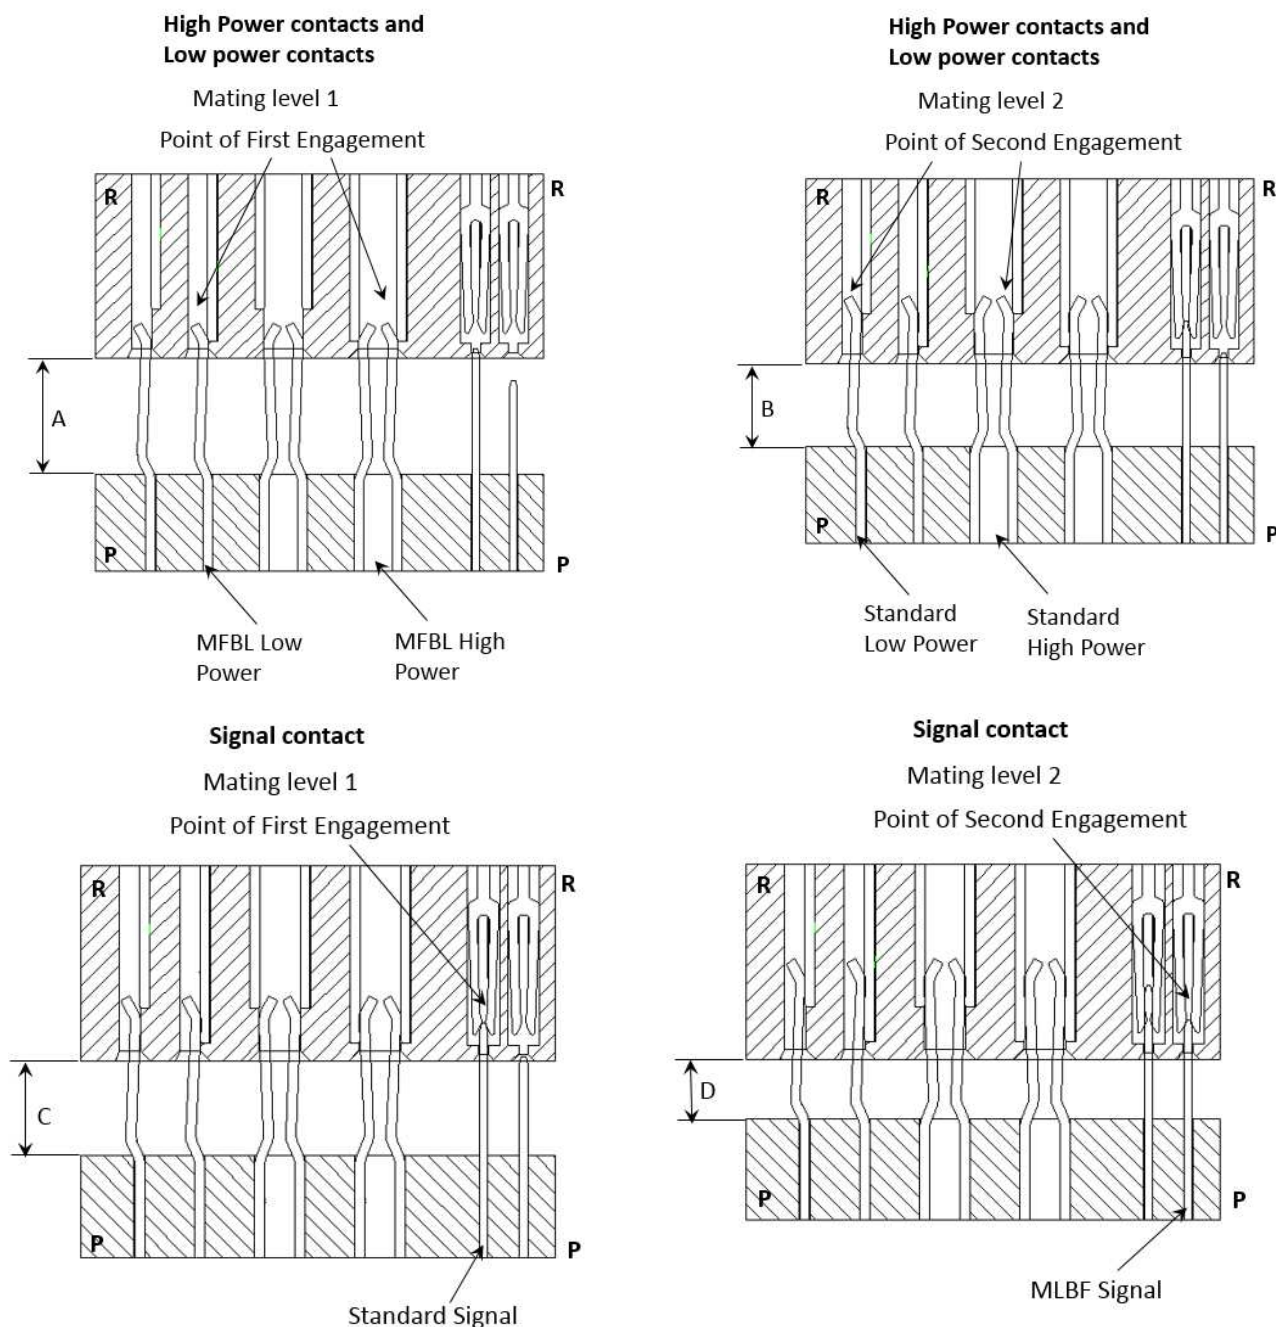 High Power contacts and
Low power contacts
Mating level 1
Point of First Engagement
R
R
A
P
P
MFBL Low
Power
MFBL High
Power
High Power contacts and
Low power contacts
Mating level 2
Point of Second Engagement
R
R
B
P
P
Standard
Low Power
Standard
High Power
Signal contact
Mating level 1
Point of First Engagement
R
R
C
P
P
Standard Signal
Signal contact
Mating level 2
Point of Second Engagement
R
R
D
P
P
MLBF Signal